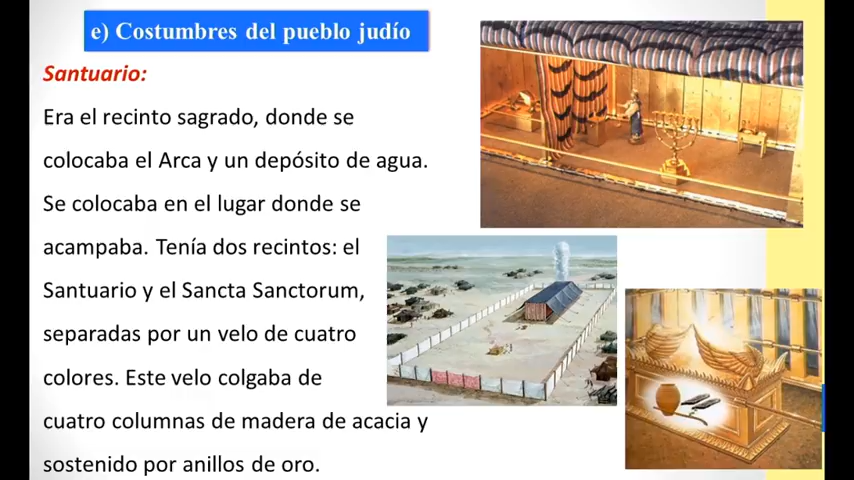 e) Costumbres del pueblo judío
Santuario:
Era el recinto sagrado, donde se
colocaba el Arca y un depósito de agua.
Se colocaba en el lugar donde se
acampaba. Tenía dos recintos: el
Santuario y el Sancta Sanctorum,
separadas por un velo de cuatro
colores. Este velo colgaba de
cuatro columnas de madera de acacia y
sostenido por anillos de oro.